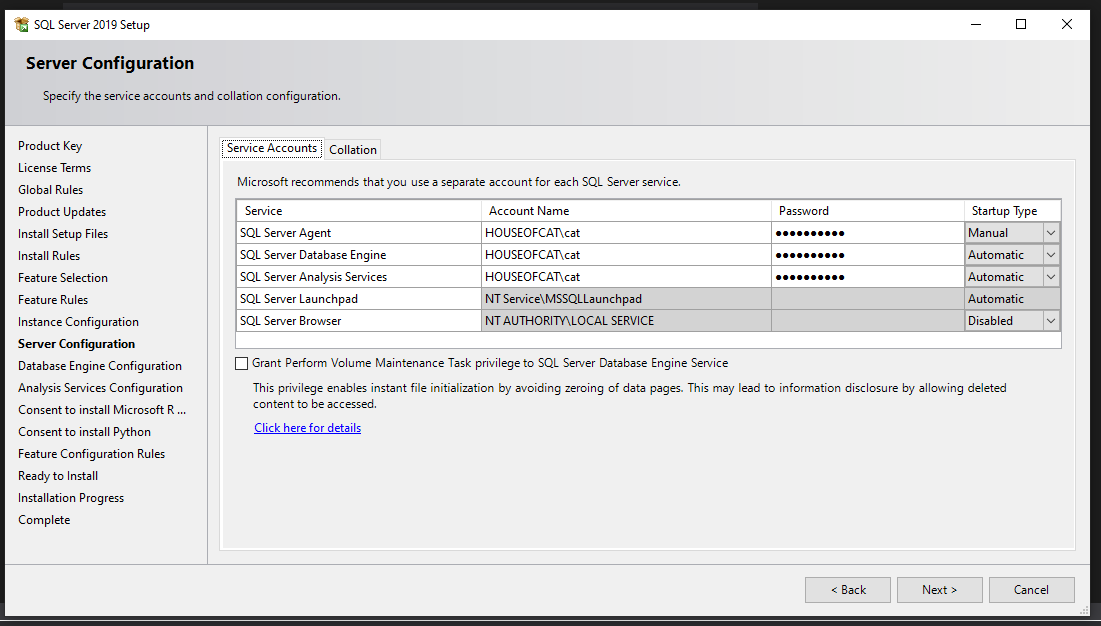 SQL Server 2019 Setup
Server Configuration
Specify the service accounts and collation configuration.
Product Key
License Terms
Global Rules
Product Updates
Install Setup Files
Install Rules
Feature Selection
Feature Rules
Instance Configuration
Server Configuration
Database Engine Configuration
Analysis Services Configuration
Consent to install Microsoft R ...
Consent to install Python
Feature Configuration Rules
Ready to Install
Installation Progress
Complete
Service Accounts Collation
Microsoft recommends that you use a separate account for each SQL Server service.
Service Account Name Password Startup Type
SQL Server Agent HOUSEOFCAT\cat ●●●●●●●●●● Manual
SQL Server Database Engine HOUSEOFCAT\cat ●●●●●●●●●● Automatic
SQL Server Analysis Services HOUSEOFCAT\cat ●●●●●●●●●● Automatic
SQL Server Launchpad NT Service\MSSQLLaunchpad Automatic
SQL Server Browser NT AUTHORITY\LOCAL SERVICE Disabled
Grant Perform Volume Maintenance Task privilege to SQL Server Database Engine Service
This privilege enables instant file initialization by avoiding zeroing of data pages. This may lead to information disclosure by allowing deleted
content to be accessed.
Click here for details
< Back Next > Cancel